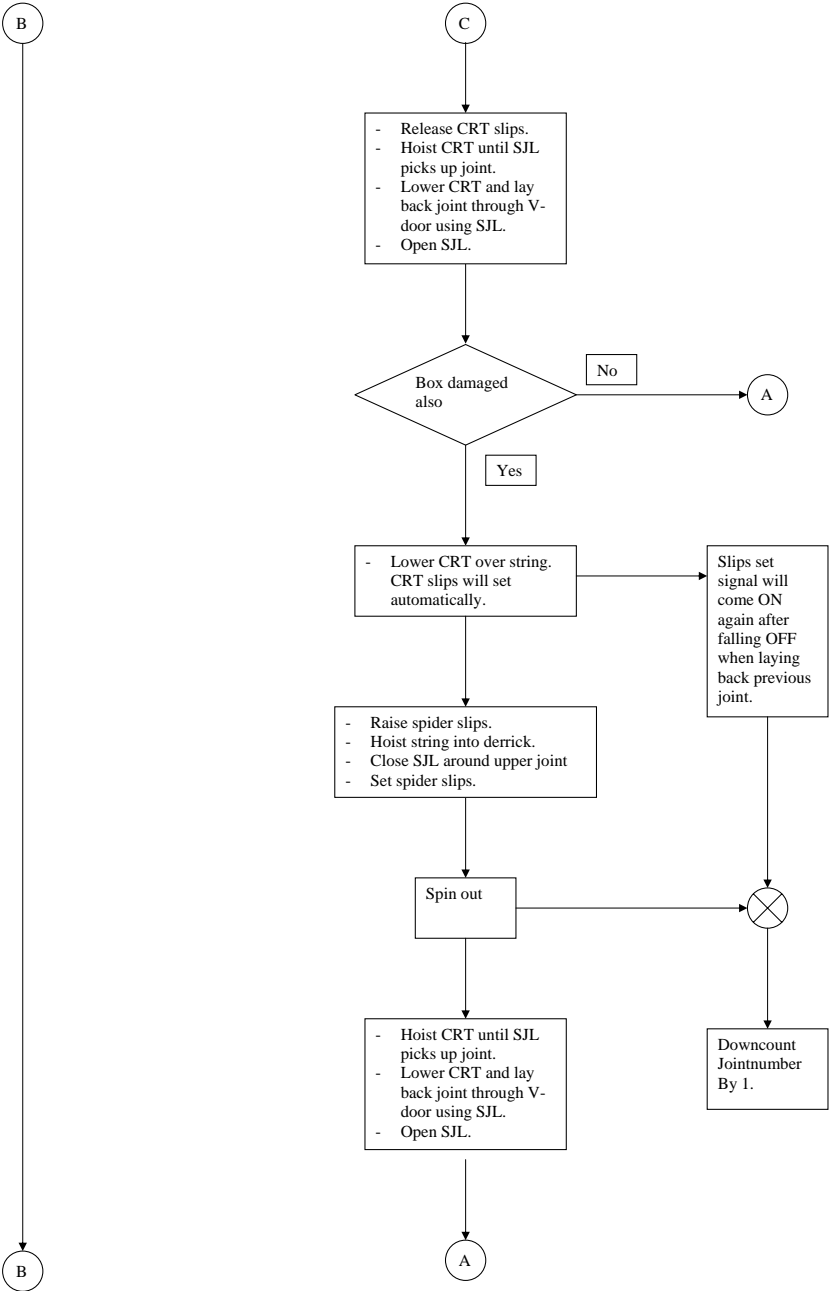 B
C
- Release CRT slips.
- Hoist CRT until SJL
picks up joint.
- Lower CRT and lay
back joint through V-
door using SJL.
- Open SJL.
Box damaged
also
No
A
Yes
- Lower CRT over string.
CRT slips will set
automatically.
Slips set
signal will
come ON
again after
falling OFF
when laying
back previous
joint.
- Raise spider slips.
- Hoist string into derrick.
- Close SJL around upper joint
- Set spider slips.
Spin out
- Hoist CRT until SJL
picks up joint.
- Lower CRT and lay
back joint through V-
door using SJL.
- Open SJL.
Downcount
Jointnumber
By 1.
B
A